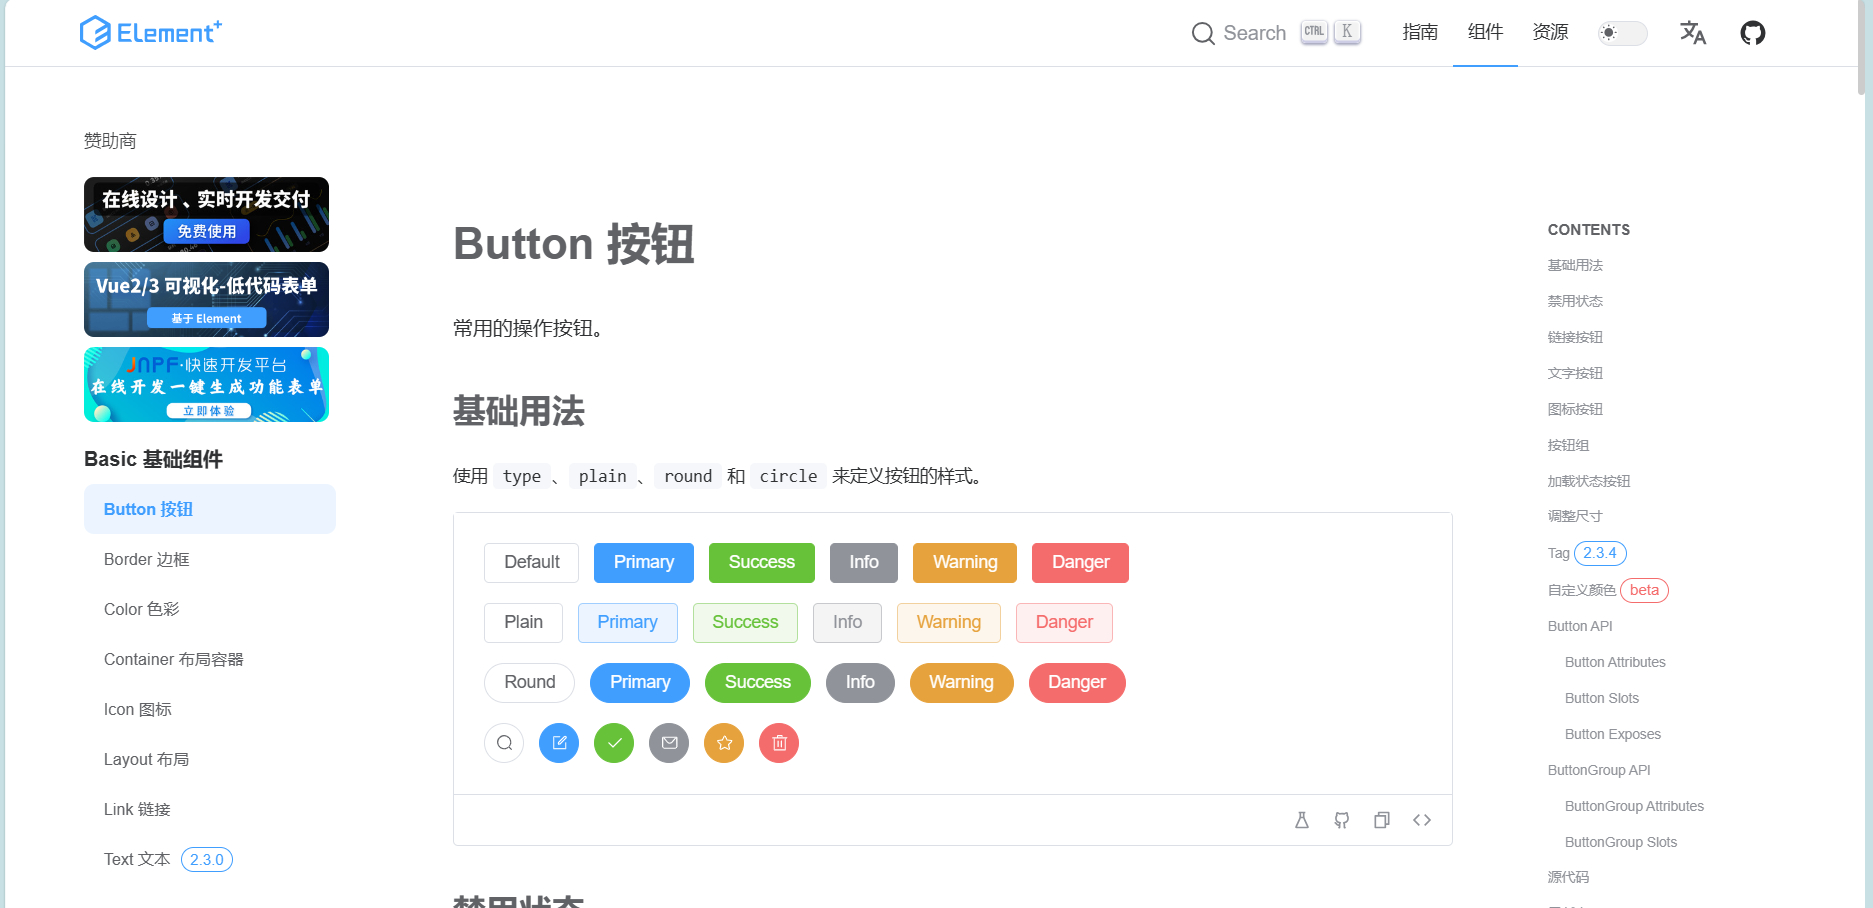 Element+
Search CTRL K 指南 组件 资源
赞助商
在线设计、实时开发交付
免费使用
Vue2/3 可视化-低代码表单
基于 Element
JNPF·快速开发平台
在线开发一键生成功能表单
立即体验
Basic 基础组件
Button 按钮
Border 边框
Color 色彩
Container 布局容器
Icon 图标
Layout 布局
Link 链接
Text 文本 2.3.0
Button 按钮
常用的操作按钮。
基础用法
使用 type 、 plain 、 round 和 circle 来定义按钮的样式。
Default Primary Success Info Warning Danger
Plain Primary Success Info Warning Danger
Round Primary Success Info Warning Danger
禁用状态
CONTENTS
基础用法
禁用状态
链接按钮
文字按钮
图标按钮
按钮组
加载状态按钮
调整尺寸
Tag 2.3.4
自定义颜色 beta
Button API
Button Attributes
Button Slots
Button Exposes
ButtonGroup API
ButtonGroup Attributes
ButtonGroup Slots
源代码